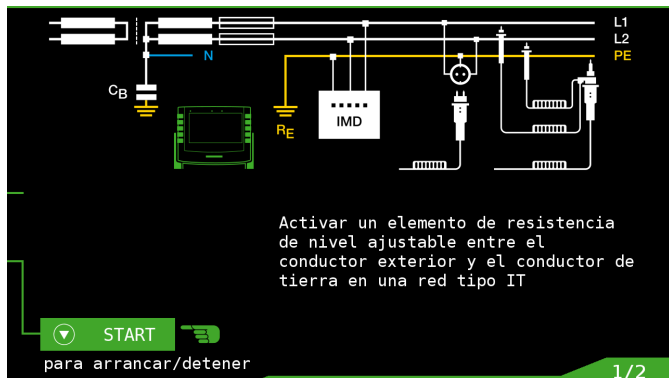 L1
L2
N
PE
CB
RE
IMD
Activar un elemento de resistencia
de nivel ajustable entre el
conductor exterior y el conductor de
tierra en una red tipo IT
START
para arrancar/detener
1/2